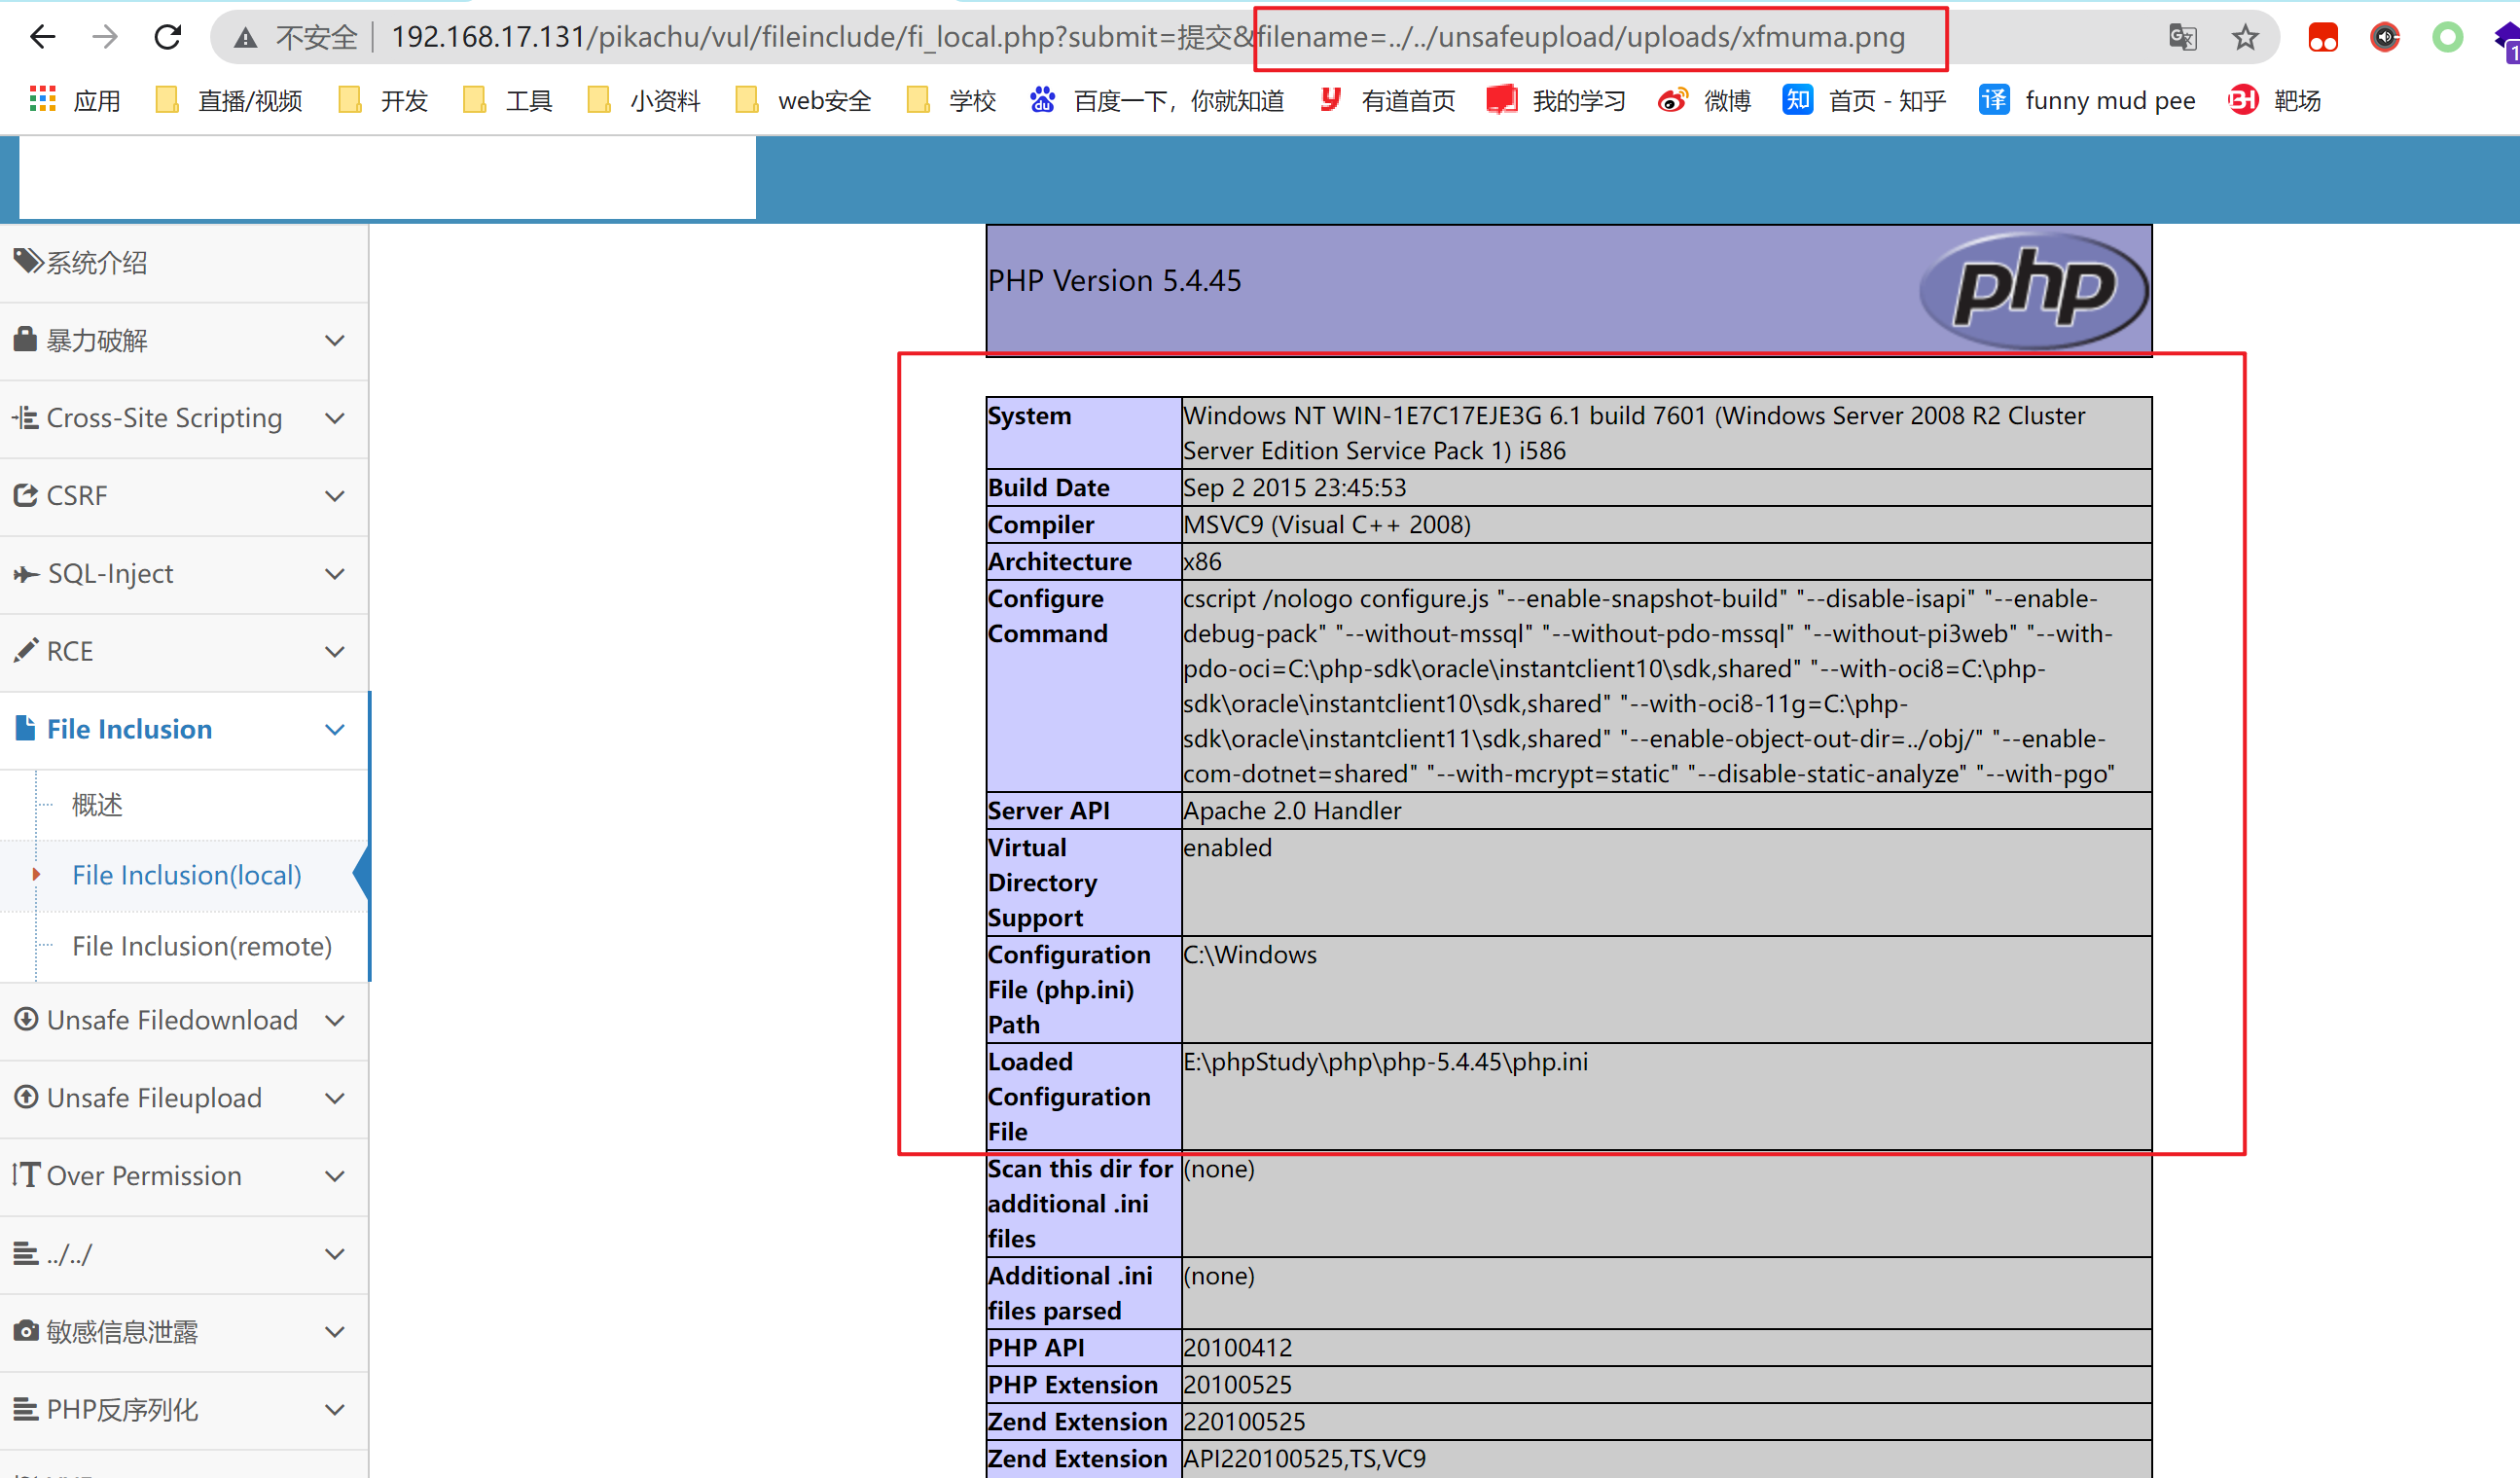 不安全 192.168.17.131/pikachu/vul/fileinclude/fi_local.php?submit=提交&filename=../../unsafeupload/uploads/xfmuma.png
应用 直播/视频 开发 工具 小资料 web安全 学校 百度一下，你就知道 有道首页 我的学习 微博 知 首页 - 知乎 译 funny mud pee 靶场
系统介绍
暴力破解
Cross-Site Scripting
CSRF
SQL-Inject
RCE
File Inclusion
概述
File Inclusion(local)
File Inclusion(remote)
Unsafe Filedownload
Unsafe Fileupload
Over Permission
../../
敏感信息泄露
PHP反序列化
PHP Version 5.4.45
php
System
Windows NT WIN-1E7C17EJE3G 6.1 build 7601 (Windows Server 2008 R2 Cluster
Server Edition Service Pack 1) i586
Build Date
Sep 2 2015 23:45:53
Compiler
MSVC9 (Visual C++ 2008)
Architecture
x86
Configure
Command
cscript /nologo configure.js "--enable-snapshot-build" "--disable-isapi" "--enable-
debug-pack" "--without-mssql" "--without-pdo-mssql" "--without-pi3web" "--with-
pdo-oci=C:\php-sdk\oracle\instantclient10\sdk,shared" "--with-oci8=C:\php-
sdk\oracle\instantclient10\sdk,shared" "--with-oci8-11g=C:\php-
sdk\oracle\instantclient11\sdk,shared" "--enable-object-out-dir=../obj/" "--enable-
com-dotnet=shared" "--with-mcrypt=static" "--disable-static-analyze" "--with-pgo"
Server API
Apache 2.0 Handler
Virtual
Directory
Support
enabled
Configuration
File (php.ini)
Path
C:\Windows
Loaded
Configuration
File
E:\phpStudy\php\php-5.4.45\php.ini
Scan this dir for
additional .ini
files
(none)
Additional .ini
files parsed
(none)
PHP API
20100412
PHP Extension
20100525
Zend Extension
220100525
Zend Extension
API220100525,TS,VC9